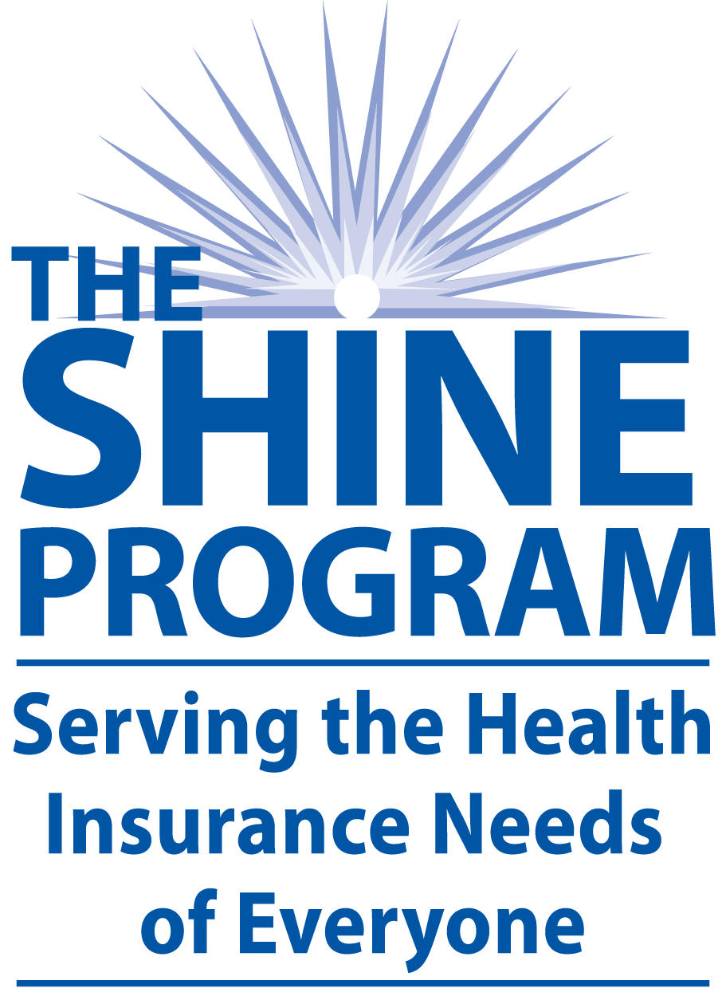 THE
SHINE
PROGRAM
Serving the Health
Insurance Needs
of Everyone